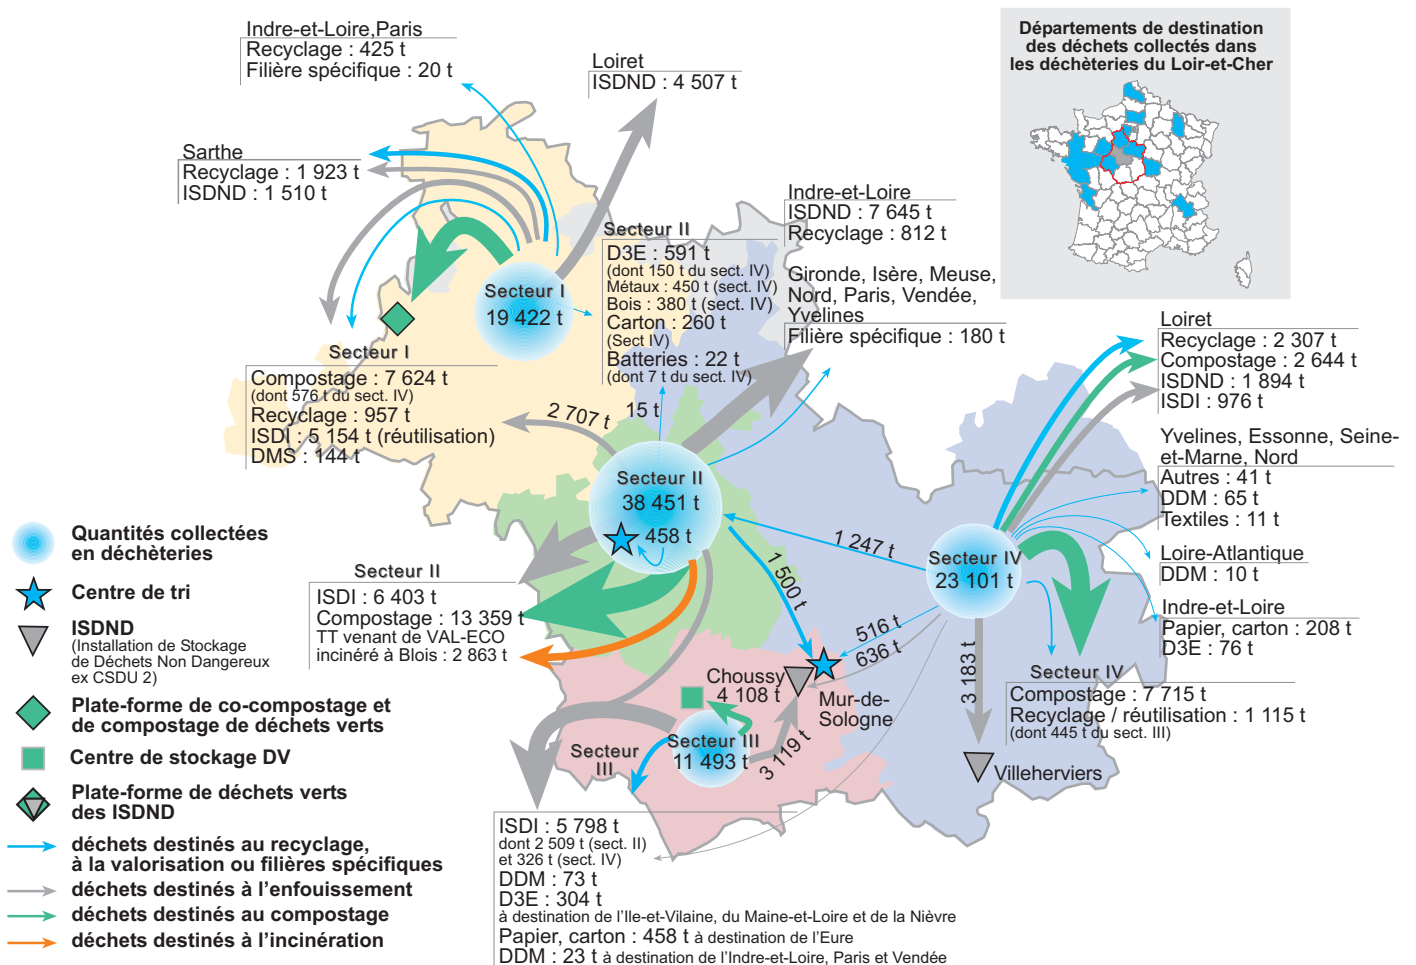 Indre-et-Loire,Paris
Recyclage : 425 t
Filière spécifique : 20 t
Loiret
ISDND : 4 507 t
Départements de destination
des déchets collectés dans
les déchèteries du Loir-et-Cher
Sarthe
Recyclage : 1 923 t
ISDND : 1 510 t
Indre-et-Loire
ISDND : 7 645 t
Recyclage : 812 t
Gironde, Isère, Meuse,
Nord, Paris, Vendée,
Yvelines
Filière spécifique : 180 t
Secteur II
D3E : 591 t
(dont 150 t du sect. IV)
Métaux : 450 t (sect. IV)
Bois : 380 t (sect. IV)
Carton : 260 t
(Sect IV)
Batteries : 22 t
(dont 7 t du sect. IV)
Secteur I
19 422 t
Secteur I
Compostage : 7 624 t
(dont 576 t du sect. IV)
Recyclage : 957 t
ISDI : 5 154 t (réutilisation)
DMS : 144 t
2 707 t
15 t
Loiret
Recyclage : 2 307 t
Compostage : 2 644 t
ISDND : 1 894 t
ISDI : 976 t
Yvelines, Essonne, Seine-
et-Marne, Nord
Autres : 41 t
DDM : 65 t
Textiles : 11 t
Loire-Atlantique
DDM : 10 t
Indre-et-Loire
Papier, carton : 208 t
D3E : 76 t
Secteur II
38 451 t
458 t
1 247 t
1 500 t
Secteur IV
23 101 t
516 t
636 t
3 183 t
Secteur II
ISDI : 6 403 t
Compostage : 13 359 t
TT venant de VAL-ECO
incinéré à Blois : 2 863 t
Secteur IV
Compostage : 7 715 t
Recyclage / réutilisation : 1 115 t
(dont 445 t du sect. III)
Choussy
4 108 t
Mur-de-
Sologne
Secteur III
11 493 t
3 119 t
Secteur
III
Villeherviers
ISDI : 5 798 t
dont 2 509 t (sect. II)
et 326 t (sect. IV)
DDM : 73 t
D3E : 304 t
à destination de l'Ile-et-Vilaine, du Maine-et-Loire et de la Nièvre
Papier, carton : 458 t à destination de l'Eure
DDM : 23 t à destination de l'Indre-et-Loire, Paris et Vendée
Quantités collectées
en déchèteries
Centre de tri
ISDND
(Installation de Stockage
de Déchets Non Dangereux
ex CSDU 2)
Plate-forme de co-compostage et
de compostage de déchets verts
Centre de stockage DV
Plate-forme de déchets verts
des ISDND
déchets destinés au recyclage,
à la valorisation ou filières spécifiques
déchets destinés à l'enfouissement
déchets destinés au compostage
déchets destinés à l'incinération